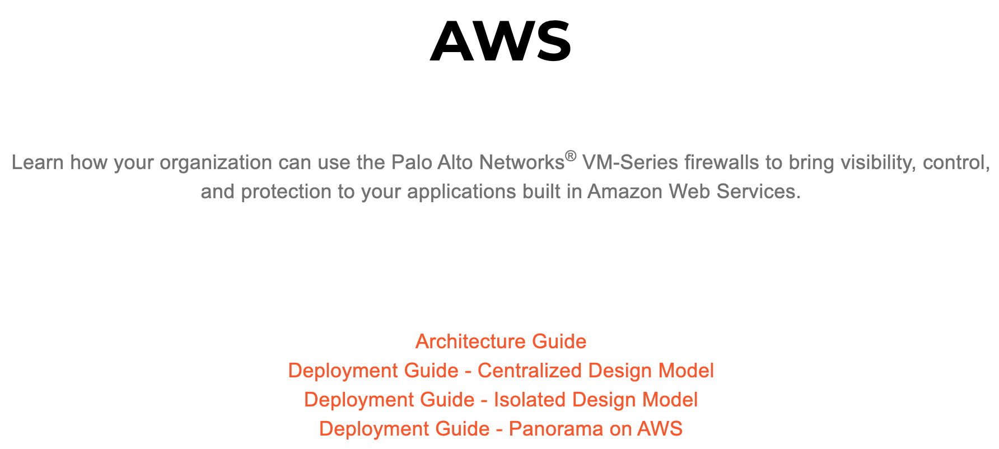 AWS
Learn how your organization can use the Palo Alto Networks® VM-Series firewalls to bring visibility, control,
and protection to your applications built in Amazon Web Services.
Architecture Guide
Deployment Guide - Centralized Design Model
Deployment Guide - Isolated Design Model
Deployment Guide - Panorama on AWS